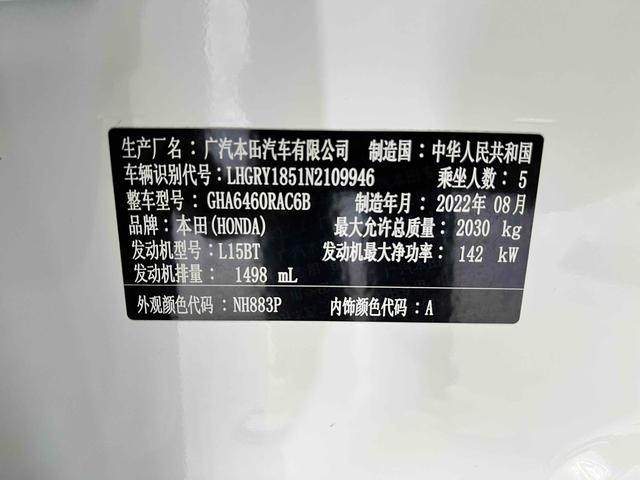 生产厂名：广汽本田汽车有限公司 制造国：中华人民共和国
车辆识别代号：LHGRY1851N2109946 乘坐人数：5
整车型号：GHA6460RAC6B 制造年月：2022年08月
品牌：本田(HONDA) 最大允许总质量：2030 kg
发动机型号：L15BT 发动机最大净功率：142 kW
发动机排量：1498 mL
外观颜色代码：NH883P 内饰颜色代码：A